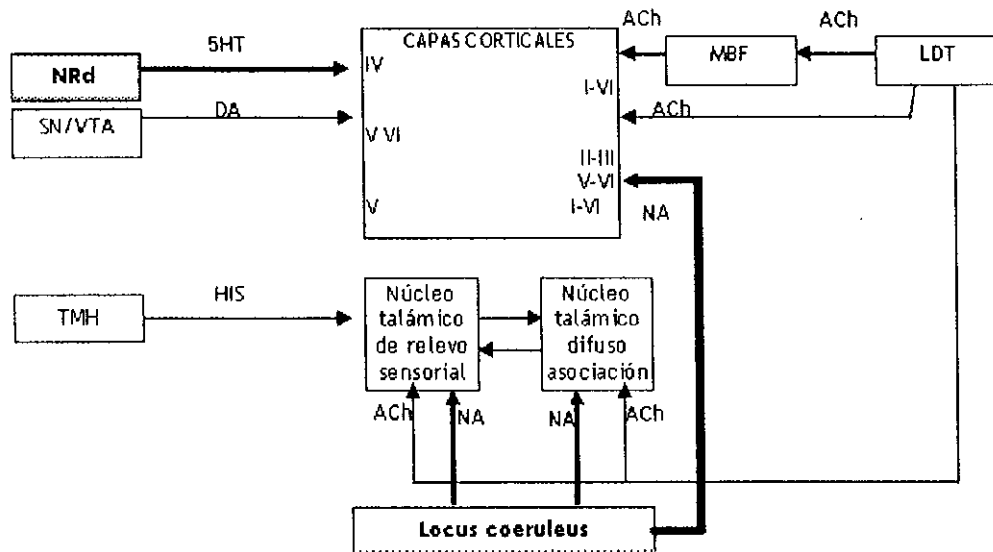 ACh
ACh
5HT
CAPAS CORTICALES
NRd
IV
MBF
LDT
I-VI
SN/VTA
DA
ACh
V VI
II-III
V-VI
V
I-VI
NA
HIS
TMH
Núcleo
talámico
de relevo
sensorial
Núcleo
talámico
difuso
asociación
ACh
NA
NA
ACh
Locus coeruleus